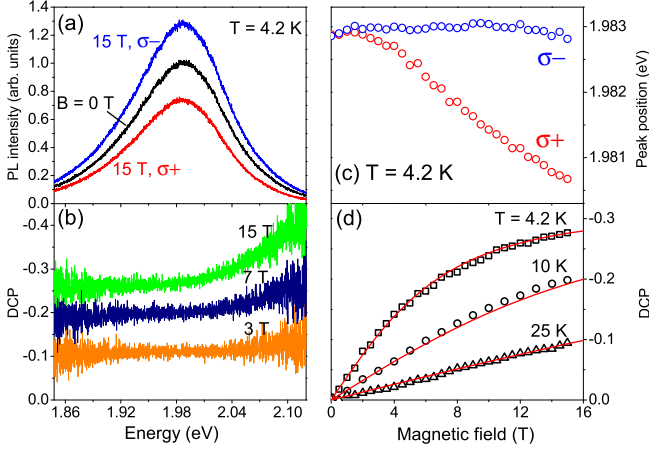 (a)
15 T, σ−
T = 4.2 K
B = 0 T
15 T, σ+
PL intensity (arb. units)
1.4
1.2
1.0
0.8
0.6
0.4
0.2
0.0
(b)
15 T
7 T
3 T
DCP
-0.4
-0.3
-0.2
-0.1
0.0
1.86
1.92
1.98
2.04
2.10
Energy (eV)
σ−
σ+
(c) T = 4.2 K
1.983
1.982
1.981
Peak position (eV)
(d)
T = 4.2 K
10 K
25 K
-0.3
-0.2
-0.1
0.0
DCP
0
4
8
12
16
Magnetic field (T)